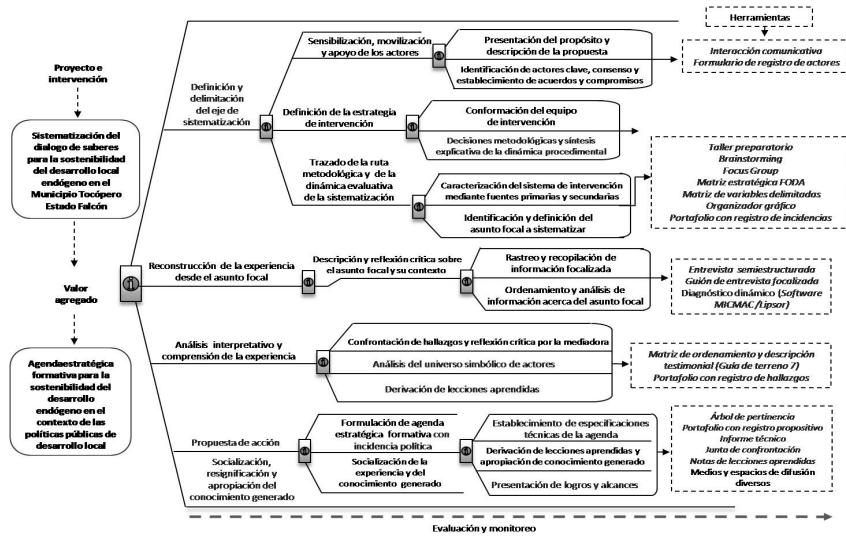 Herramientas
Proyecto e
intervención
Sistematización del
dialogo de saberes
para la sostenibilidad
del desarrollo local
endógeno en el
Municipio Tocópero
Estado Falcón
Valor
agregado
Agendaestratégica
formativa para la
sostenibilidad del
desarrollo
endógeno en el
contexto de las
políticas públicas de
desarrollo local
Definición y
delimitación
del eje de
sistematización
Sensibilización, movilización
y apoyo de los actores
Presentación del propósito y
descripción de la propuesta
Identificación de actores clave, consenso y
establecimiento de acuerdos y compromisos
Interacción comunicativa
Formulario de registro de actores
Definición de la estrategia
de intervención
Conformación del equipo
de intervención
Decisiones metodológicas y síntesis
explicativa de la dinámica procedimental
Trazado de la ruta
metodológica y de la
dinámica evaluativa
de la sistematización
Caracterización del sistema de intervención
mediante fuentes primarias y secundarias
Identificación y definición del
asunto focal a sistematizar
Taller preparatorio
Brainstorming
Focus Group
Matriz estratégica FODA
Matriz de variables delimitadas
Organizador gráfico
Portafolio con registro de incidencias
Reconstrucción de la experiencia
desde el asunto focal
Descripción y reflexión crítica sobre
el asunto focal y su contexto
Rastreo y recopilación de
información focalizada
Ordenamiento y análisis de
información acerca del asunto focal
Entrevista semiestructurada
Guión de entrevista focalizada
Diagnóstico dinámico (Software
MICMAC /Lipsor)
Análisis interpretativo y
comprensión de la experiencia
Confrontación de hallazgos y reflexión crítica por la mediadora
Análisis del universo simbólico de actores
Derivación de lecciones aprendidas
Matriz de ordenamiento y descripción
testimonial (Guía de terreno 7)
Portafolio con registro de hallazgos
Propuesta de acción
Socialización,
resignificación y
apropiación del
conocimiento generado
Formulación de agenda
estratégica formativa con
incidencia política
Socialización de la
experiencia y del
conocimiento generado
Establecimiento de especificaciones
técnicas de la agenda
Derivación de lecciones aprendidas y
apropiación de conocimiento generado
Presentación de logros y alcances
Árbol de pertinencia
Portafolio con registro propositivo
Informe técnico
Junta de confrontación
Notas de lecciones aprendidas
Medios y espacios de difusión
diversos
Evaluación y monitoreo